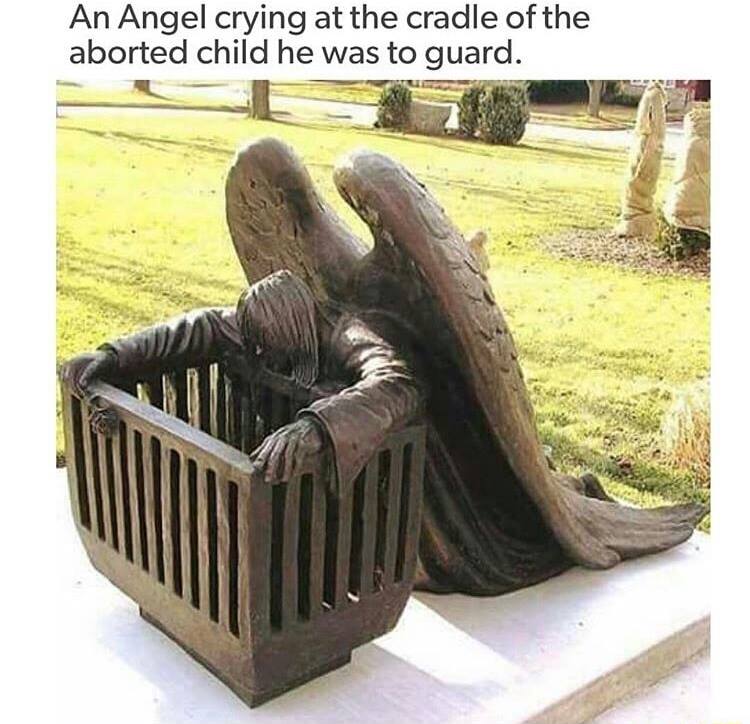 An Angel crying at the cradle of the
aborted child he was to guard.